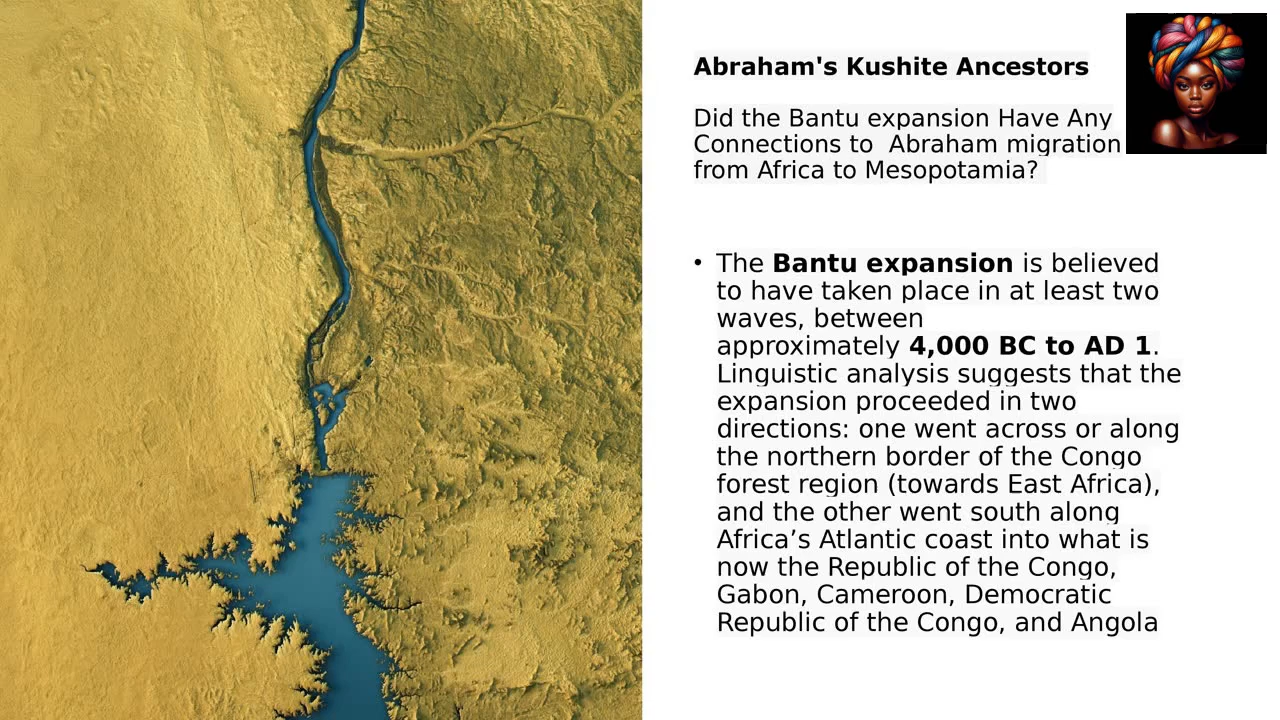 Abraham's Kushite Ancestors
Did the Bantu expansion Have Any
Connections to  Abraham migration
from Africa to Mesopotamia?
• The Bantu expansion is believed
to have taken place in at least two
waves, between
approximately 4,000 BC to AD 1.
Linguistic analysis suggests that the
expansion proceeded in two
directions: one went across or along
the northern border of the Congo
forest region (towards East Africa),
and the other went south along
Africa’s Atlantic coast into what is
now the Republic of the Congo,
Gabon, Cameroon, Democratic
Republic of the Congo, and Angola